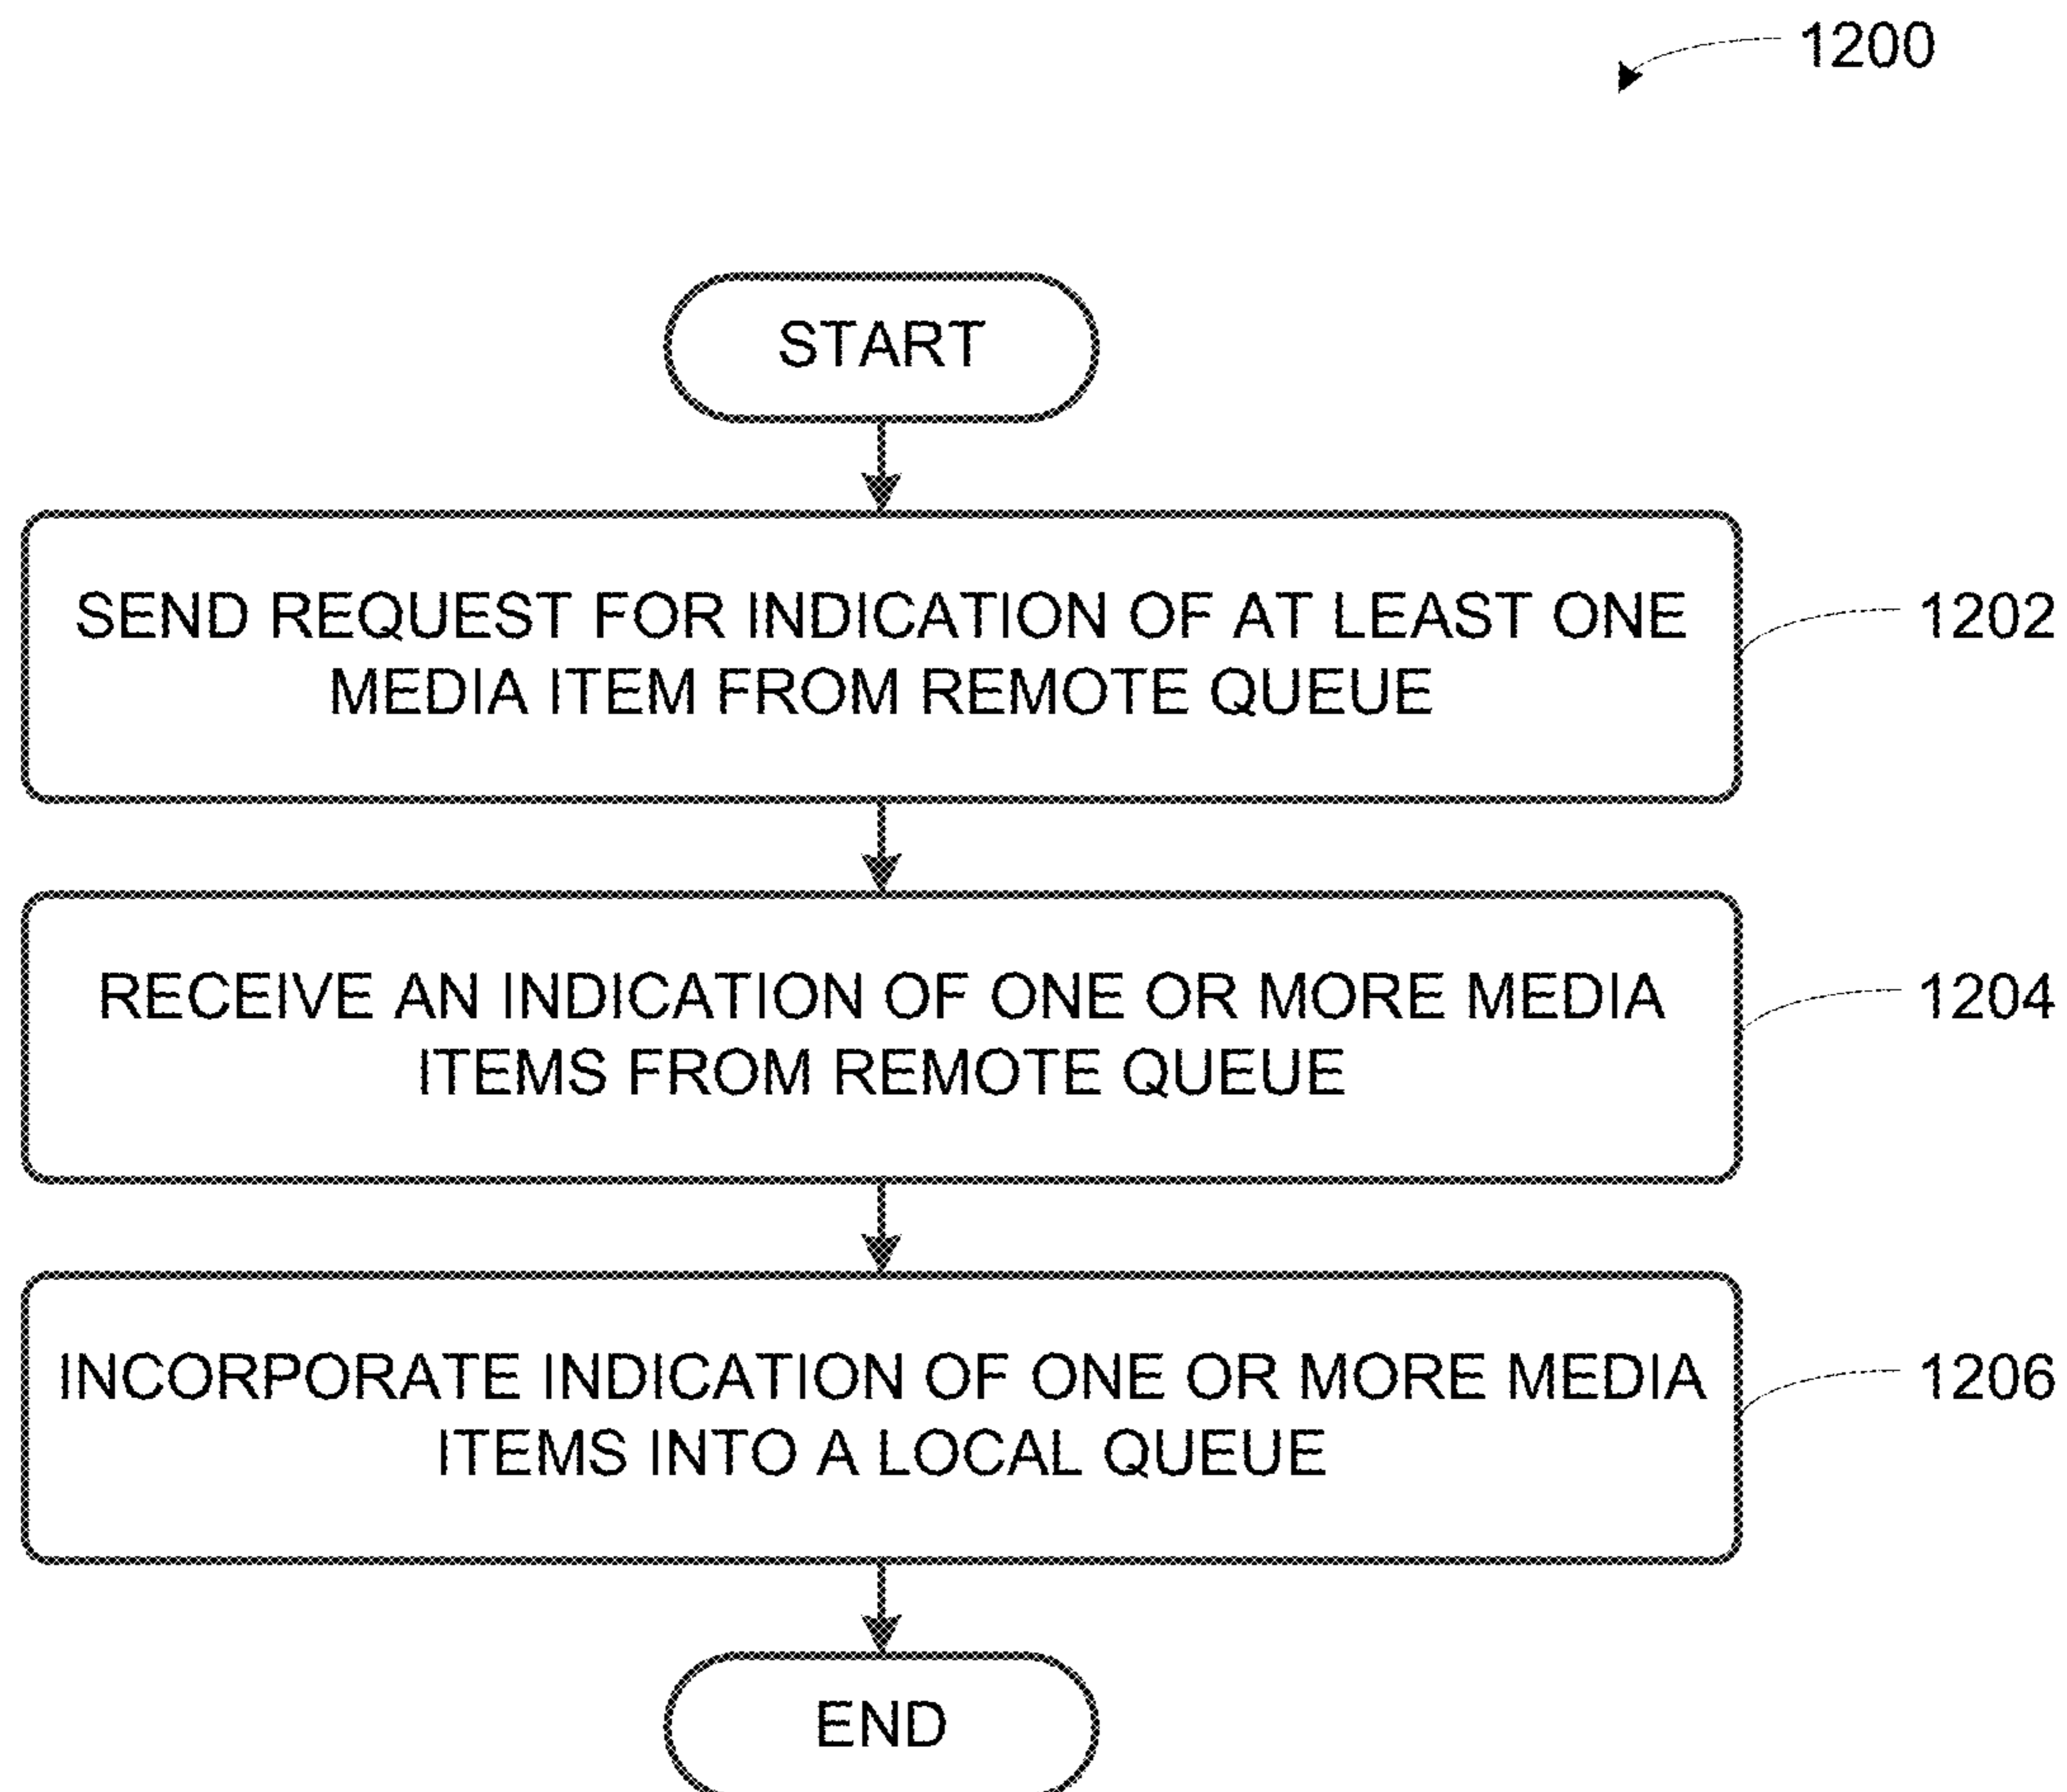 1200
START
SEND REQUEST FOR INDICATION OF AT LEAST ONE
MEDIA ITEM FROM REMOTE QUEUE
1202
RECEIVE AN INDICATION OF ONE OR MORE MEDIA
ITEMS FROM REMOTE QUEUE
1204
INCORPORATE INDICATION OF ONE OR MORE MEDIA
ITEMS INTO A LOCAL QUEUE
1206
END